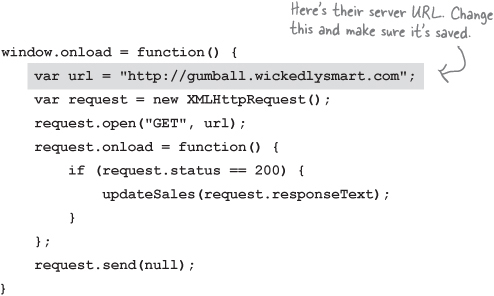 Here's their server URL. Change
this and make sure it's saved.
window.onload = function() {
    var url = "http://gumball.wickedlysmart.com";
    var request = new XMLHttpRequest();
    request.open("GET", url);
    request.onload = function() {
        if (request.status == 200) {
            updateSales(request.responseText);
        }
    };
    request.send(null);
}